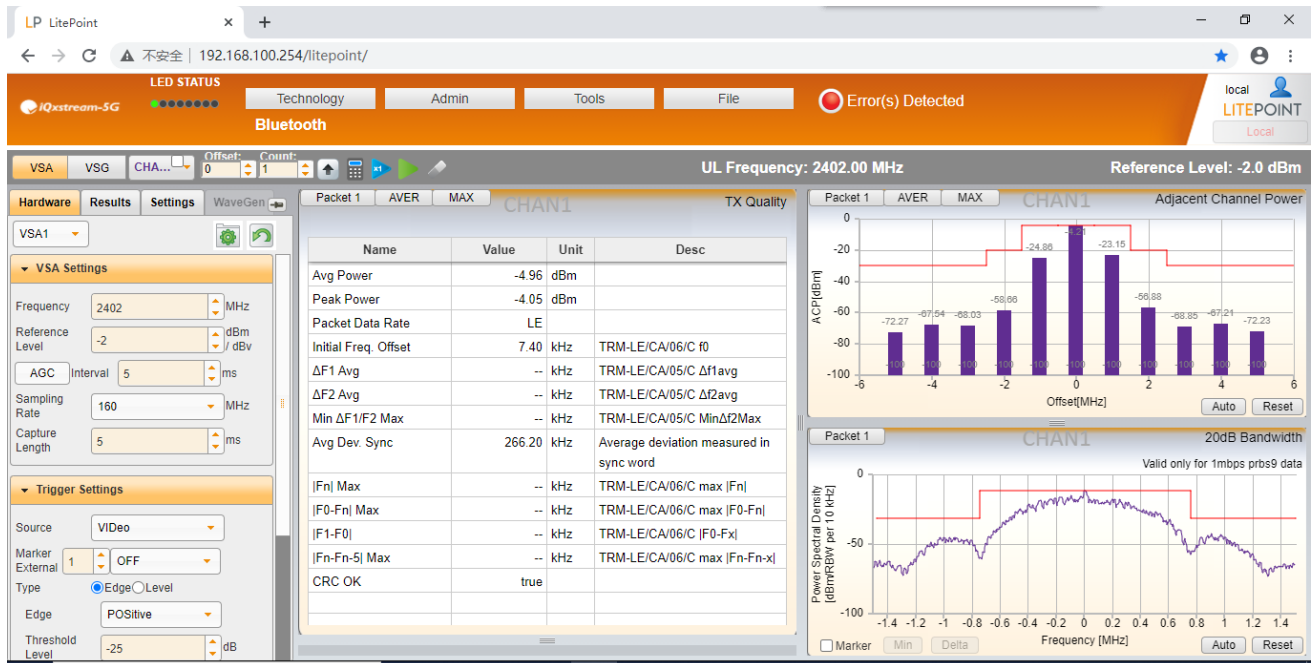 LP LitePoint × +
不安全 | 192.168.100.254/litepoint/
LED STATUS
iQxstream-5G
Technology Admin Tools File
Error(s) Detected
local
LITEPOINT
Local
Bluetooth
VSA VSG CHA... Offset: 0 Count: 1 x1
UL Frequency: 2402.00 MHz
Reference Level: -2.0 dBm
Hardware Results Settings WaveGen
VSA1
VSA Settings
Frequency 2402 MHz
Reference Level -2 dBm / dBv
AGC Interval 5 ms
Sampling Rate 160 MHz
Capture Length 5 ms
Trigger Settings
Source VIDeo
Marker External 1 OFF
Type Edge Level
Edge POSitive
Threshold Level -25 dB
Packet 1 AVER MAX CHAN1 TX Quality
Name Value Unit Desc
Avg Power -4.96 dBm
Peak Power -4.05 dBm
Packet Data Rate LE
Initial Freq. Offset 7.40 kHz TRM-LE/CA/06/C f0
ΔF1 Avg -- kHz TRM-LE/CA/05/C Δf1avg
ΔF2 Avg -- kHz TRM-LE/CA/05/C Δf2avg
Min ΔF1/F2 Max -- kHz TRM-LE/CA/05/C MinΔf2Max
Avg Dev. Sync 266.20 kHz Average deviation measured in
sync word
|Fn| Max -- kHz TRM-LE/CA/06/C max |Fn|
|F0-Fn| Max -- kHz TRM-LE/CA/06/C max |F0-Fn|
|F1-F0| -- kHz TRM-LE/CA/06/C |F0-Fx|
|Fn-Fn-5| Max -- kHz TRM-LE/CA/06/C max |Fn-Fn-x|
CRC OK true
Packet 1 AVER MAX CHAN1 Adjacent Channel Power
ACP[dBm]
0
-20
-40
-60
-80
-100
-72.27 -67.54 -68.03 -58.66 -24.86 -4.21 -23.15 -56.88 -68.85 -67.21 -72.23
-100 -100 -100 -100 -100 -100 -100 -100 -100 -100 -100
-6 -4 -2 0 2 4 6
Offset[MHz]
Auto Reset
Packet 1 CHAN1 20dB Bandwidth
Valid only for 1mbps prbs9 data
Power Spectral Density
[dBm/RBW per 10 kHz]
0
-50
-100
-1.4 -1.2 -1 -0.8 -0.6 -0.4 -0.2 0 0.2 0.4 0.6 0.8 1 1.2 1.4
Frequency [MHz]
Marker Min Delta
Auto Reset